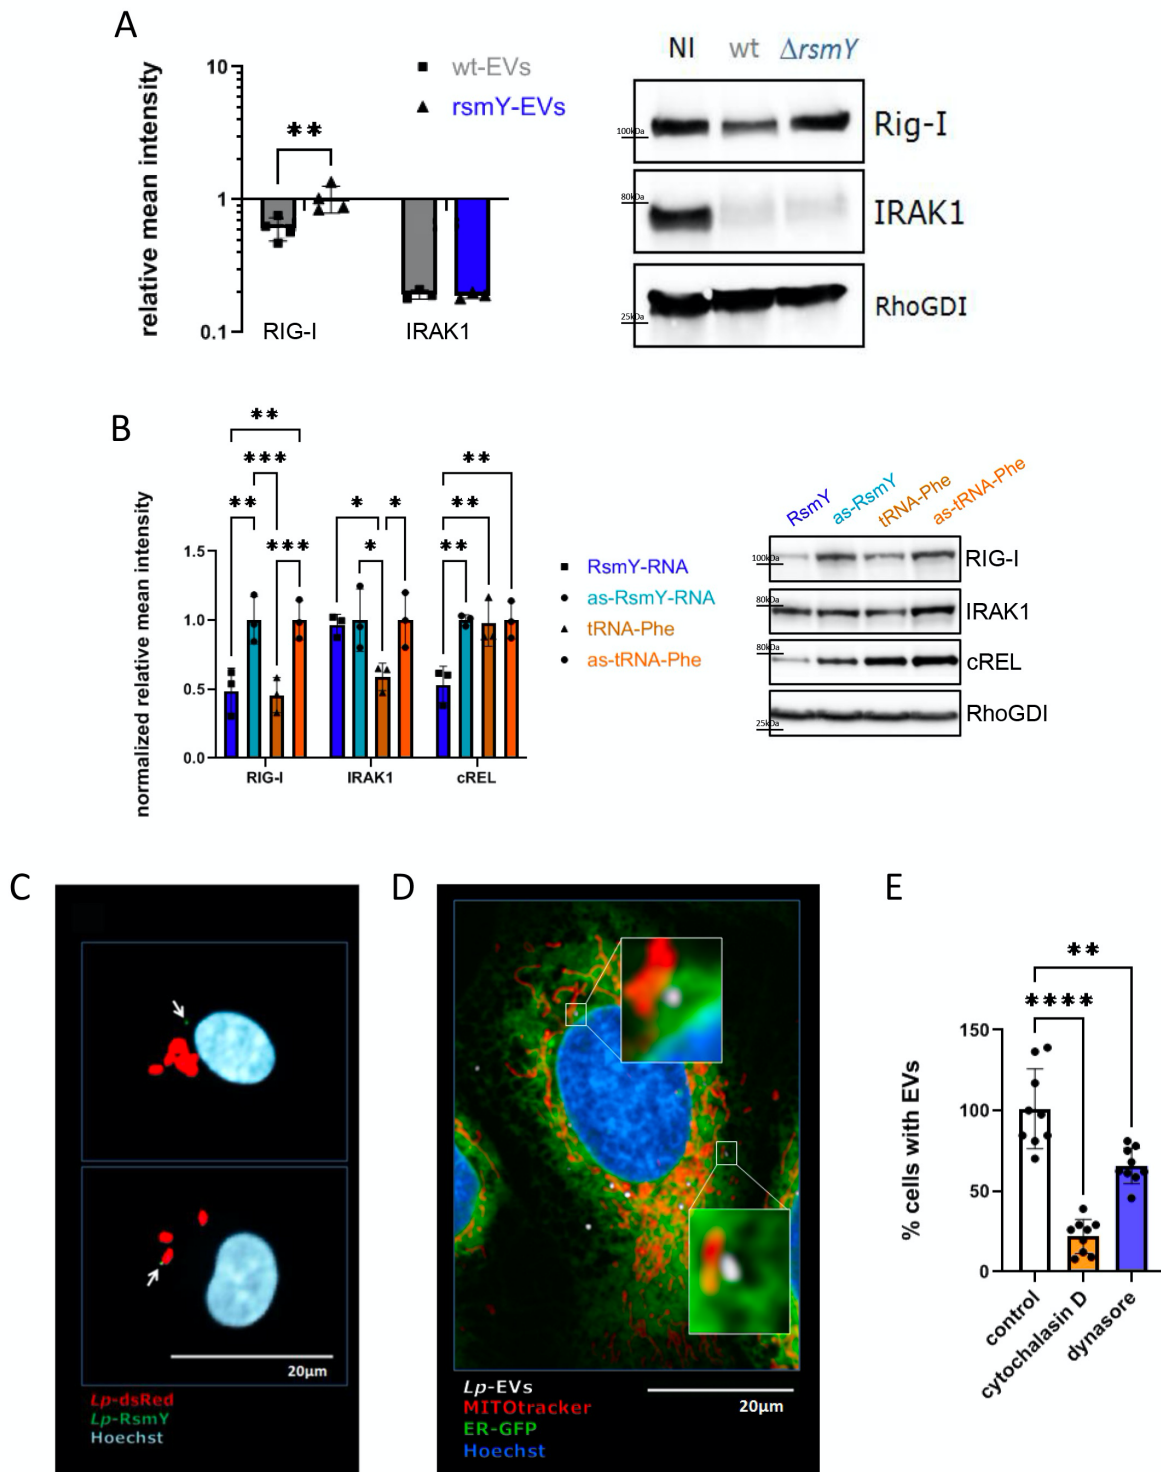 A
relative mean intensity
10
1
0.1
**
RIG-I
IRAK1
wt-EVs
rsmY-EVs
NI wt ΔrsmY
100kDa
Rig-I
80kDa
IRAK1
25kDa
RhoGDI
B
normalized relative mean intensity
1.5
1.0
0.5
0.0
**
***
**
***
*
*
*
**
**
**
RIG-I
IRAK1
cREL
RsmY-RNA
as-RsmY-RNA
tRNA-Phe
as-tRNA-Phe
RsmY
as-RsmY
tRNA-Phe
as-tRNA-Phe
100kDa
RIG-I
80kDa
IRAK1
80kDa
cREL
25kDa
RhoGDI
C
20μm
Lp-dsRed
Lp-RsmY
Hoechst
D
Lp-EVs
MITOtracker
ER-GFP
Hoechst
20μm
E
% cells with EVs
150
100
50
0
**
****
control
cytochalasin D
dynasore